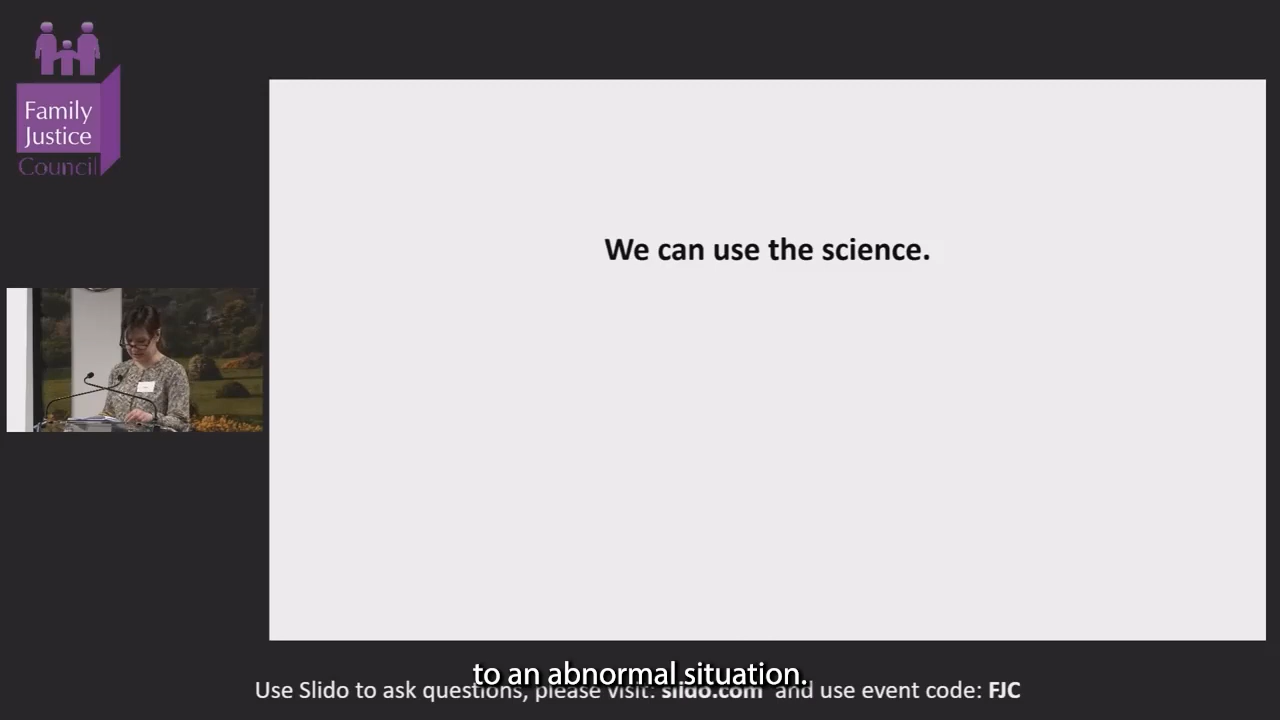 Family
Justice
Council
We can use the science.
to an abnormal situation.
Use Slido to ask questions, please visit: slido.com and use event code: FJC